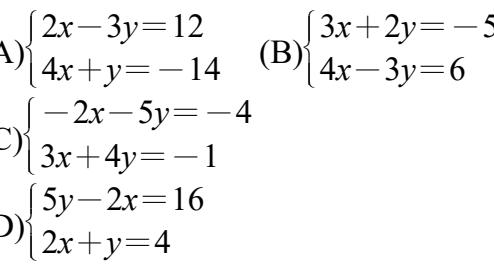 A) { 2x－3y＝12 (B) { 3x＋2y＝－5
4x＋y＝－14 4x－3y＝6
C) { －2x－5y＝－4
3x＋4y＝－1
D) { 5y－2x＝16
2x＋y＝4